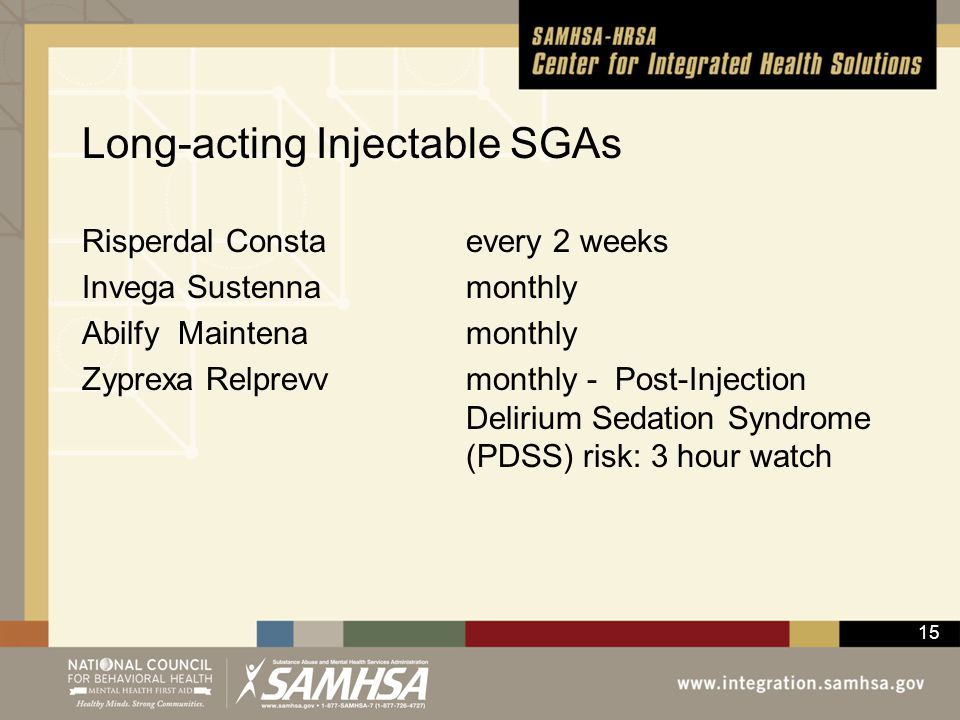 SAMHSA-HRSA
Center for Integrated Health Solutions
Long-acting Injectable SGAs
Risperdal Consta every 2 weeks
Invega Sustenna monthly
Abilfy Maintena monthly
Zyprexa Relprevv monthly - Post-Injection
Delirium Sedation Syndrome
(PDSS) risk: 3 hour watch
15
NATIONAL COUNCIL
FOR BEHAVIORAL HEALTH
MENTAL HEALTH FIRST AID
Healthy Minds. Strong Communities.
Substance Abuse and Mental Health Services Administration
SAMHSA
www.samhsa.gov • 1-877-SAMHSA-7 (1-877-726-4727)
www.integration.samhsa.gov